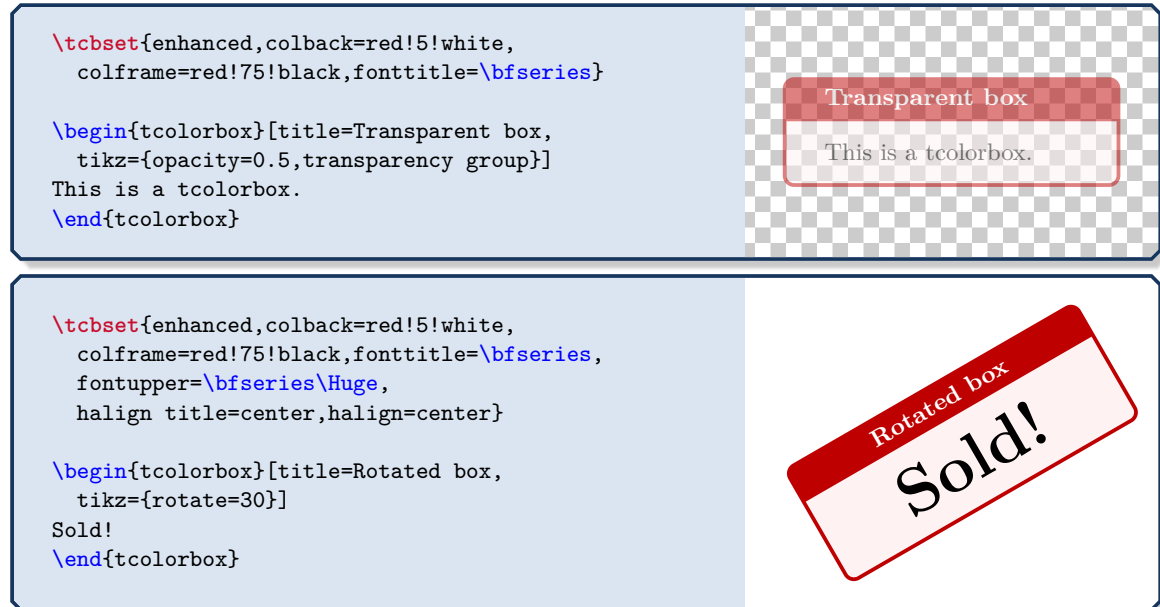 \tcbset{enhanced,colback=red!5!white,
  colframe=red!75!black,fonttitle=\bfseries}
\begin{tcolorbox}[title=Transparent box,
  tikz={opacity=0.5,transparency group}]
This is a tcolorbox.
\end{tcolorbox}
Transparent box
This is a tcolorbox.
\tcbset{enhanced,colback=red!5!white,
  colframe=red!75!black,fonttitle=\bfseries,
  fontupper=\bfseries\Huge,
  halign title=center,halign=center}
\begin{tcolorbox}[title=Rotated box,
  tikz={rotate=30}]
Sold!
\end{tcolorbox}
Rotated box
Sold!